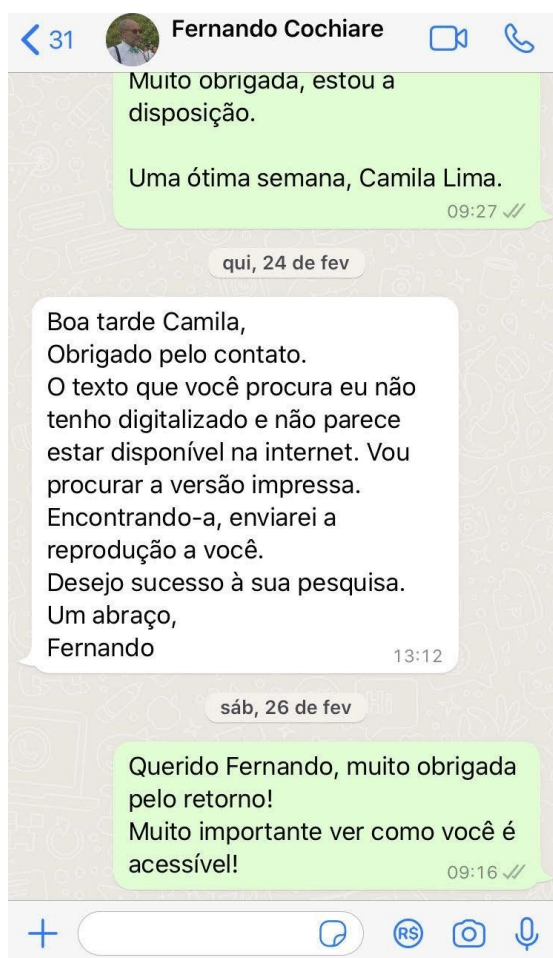 31
Fernando Cochiare
Muito obrigada, estou a
disposição.
Uma ótima semana, Camila Lima.
09:27
qui, 24 de fev
Boa tarde Camila,
Obrigado pelo contato.
O texto que você procura eu não
tenho digitalizado e não parece
estar disponível na internet. Vou
procurar a versão impressa.
Encontrando-a, enviarei a
reprodução a você.
Desejo sucesso à sua pesquisa.
Um abraço,
Fernando
13:12
sáb, 26 de fev
Querido Fernando, muito obrigada
pelo retorno!
Muito importante ver como você é
acessível!
09:16
R$